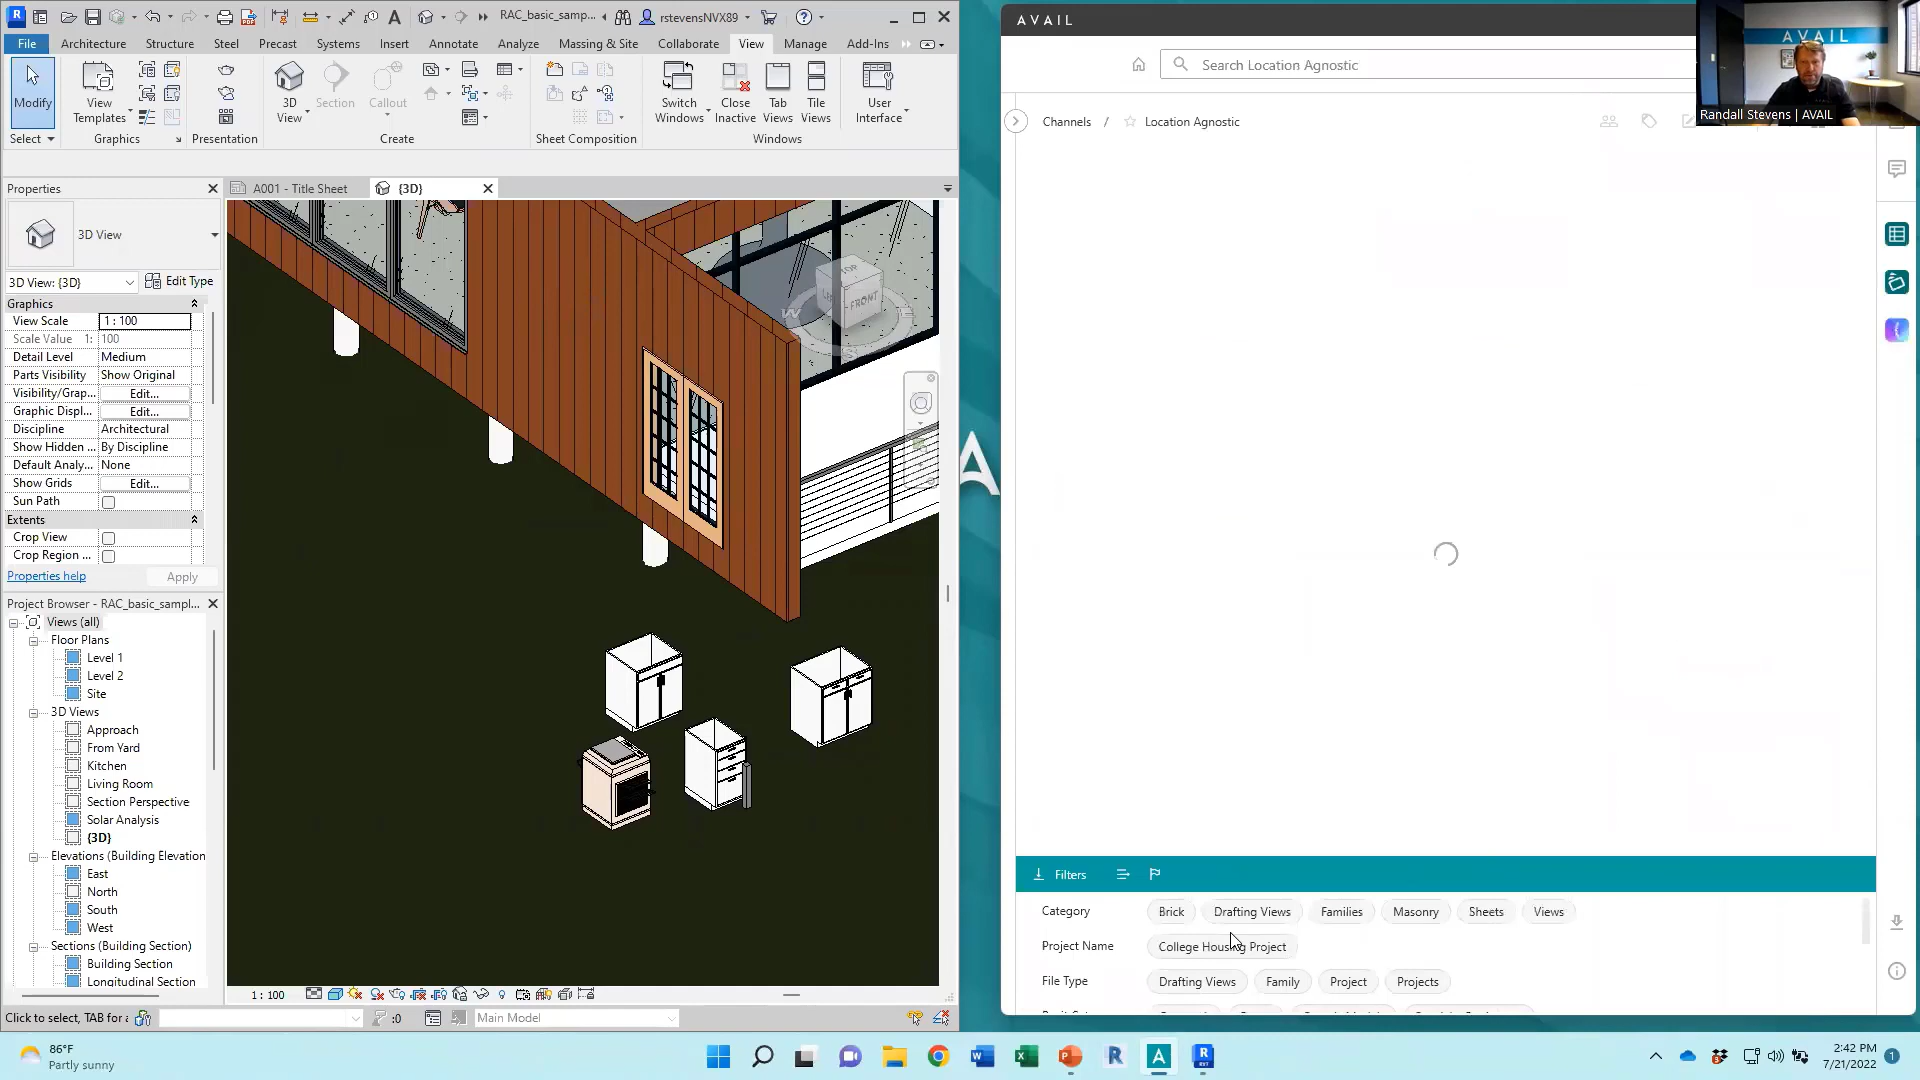 RAC_basic_samp...
rstevensNVX89
File
Architecture
Structure
Steel
Precast
Systems
Insert
Annotate
Analyze
Massing & Site
Collaborate
View
Manage
Add-Ins
Modify
View Templates
3D View
Section
Callout
Switch Windows
Close Inactive
Tab Views
Tile Views
User Interface
Select
Graphics
Presentation
Create
Sheet Composition
Windows
Properties
A001 - Title Sheet
{3D}
3D View
3D View: {3D}
Edit Type
Graphics
View Scale 1 : 100
Scale Value 1: 100
Detail Level Medium
Parts Visibility Show Original
Visibility/Grap... Edit...
Graphic Displ... Edit...
Discipline Architectural
Show Hidden ... By Discipline
Default Analy... None
Show Grids Edit...
Sun Path
Extents
Crop View
Crop Region ...
Properties help
Apply
Project Browser - RAC_basic_sampl...
Views (all)
Floor Plans
Level 1
Level 2
Site
3D Views
Approach
From Yard
Kitchen
Living Room
Section Perspective
Solar Analysis
{3D}
Elevations (Building Elevation
East
North
South
West
Sections (Building Section)
Building Section
Longitudinal Section
TOP
FRONT
W
E
S
1 : 100
Click to select, TAB for a
:0
Main Model
AVAIL
Search Location Agnostic
Channels / Location Agnostic
AVAIL
Randall Stevens | AVAIL
Filters
Category Brick Drafting Views Families Masonry Sheets Views
Project Name College Housing Project
File Type Drafting Views Family Project Projects
86°F
Partly sunny
2:42 PM
7/21/2022
1